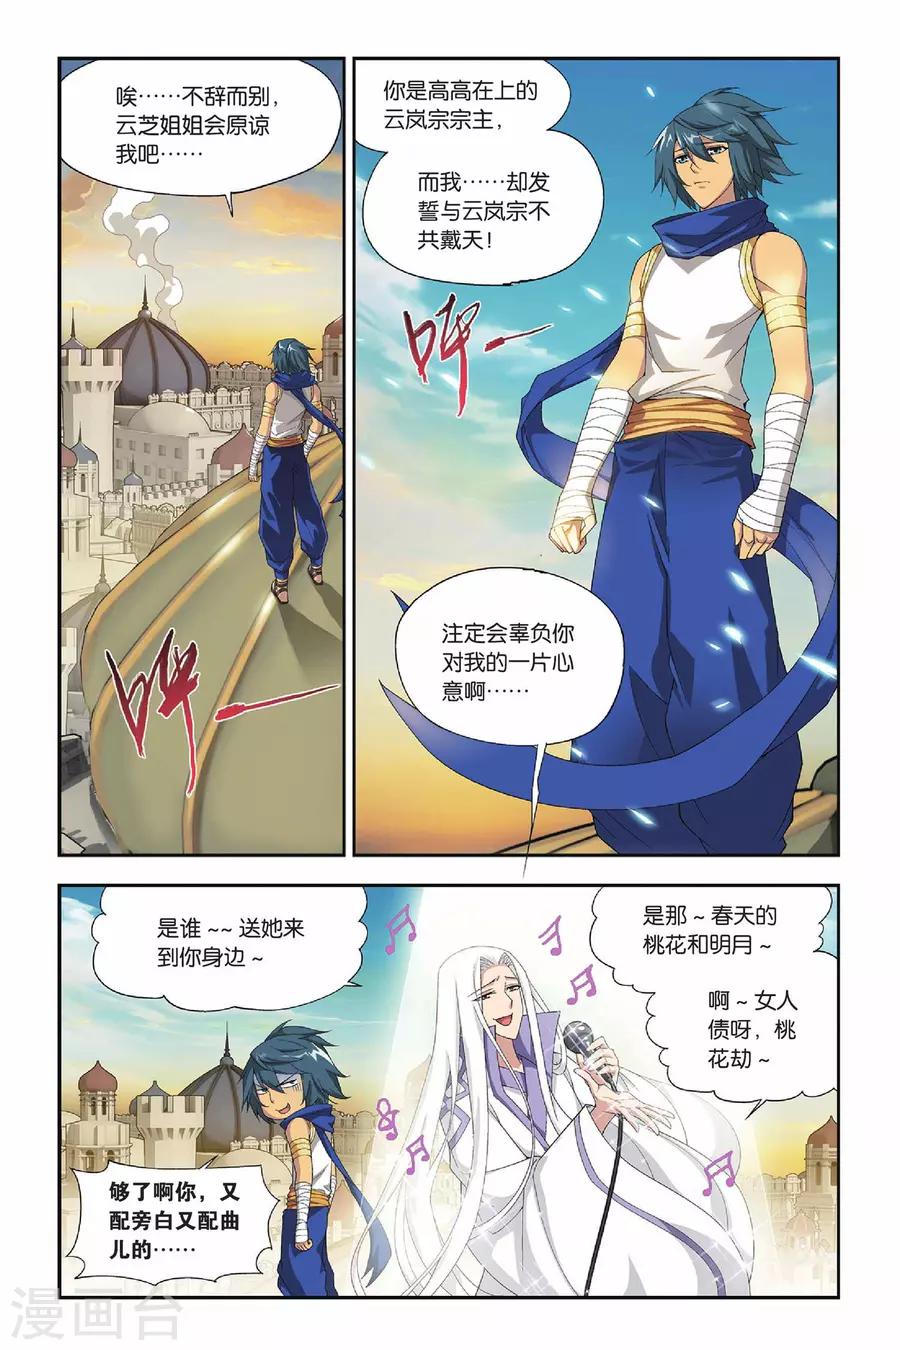 唉……不辞而别，
云芝姐姐会原谅
我吧……
呯一
你是高高在上的
云岚宗宗主，
而我……却发
誓与云岚宗不
共戴天！
呯一
注定会辜负你
对我的一片心
意啊……
是谁~~送她来
到你身边~
是那~春天的
桃花和明月~
啊~女人
债呀，桃
花劫~
够了啊你，又
配旁白又配曲
儿的……
漫画台